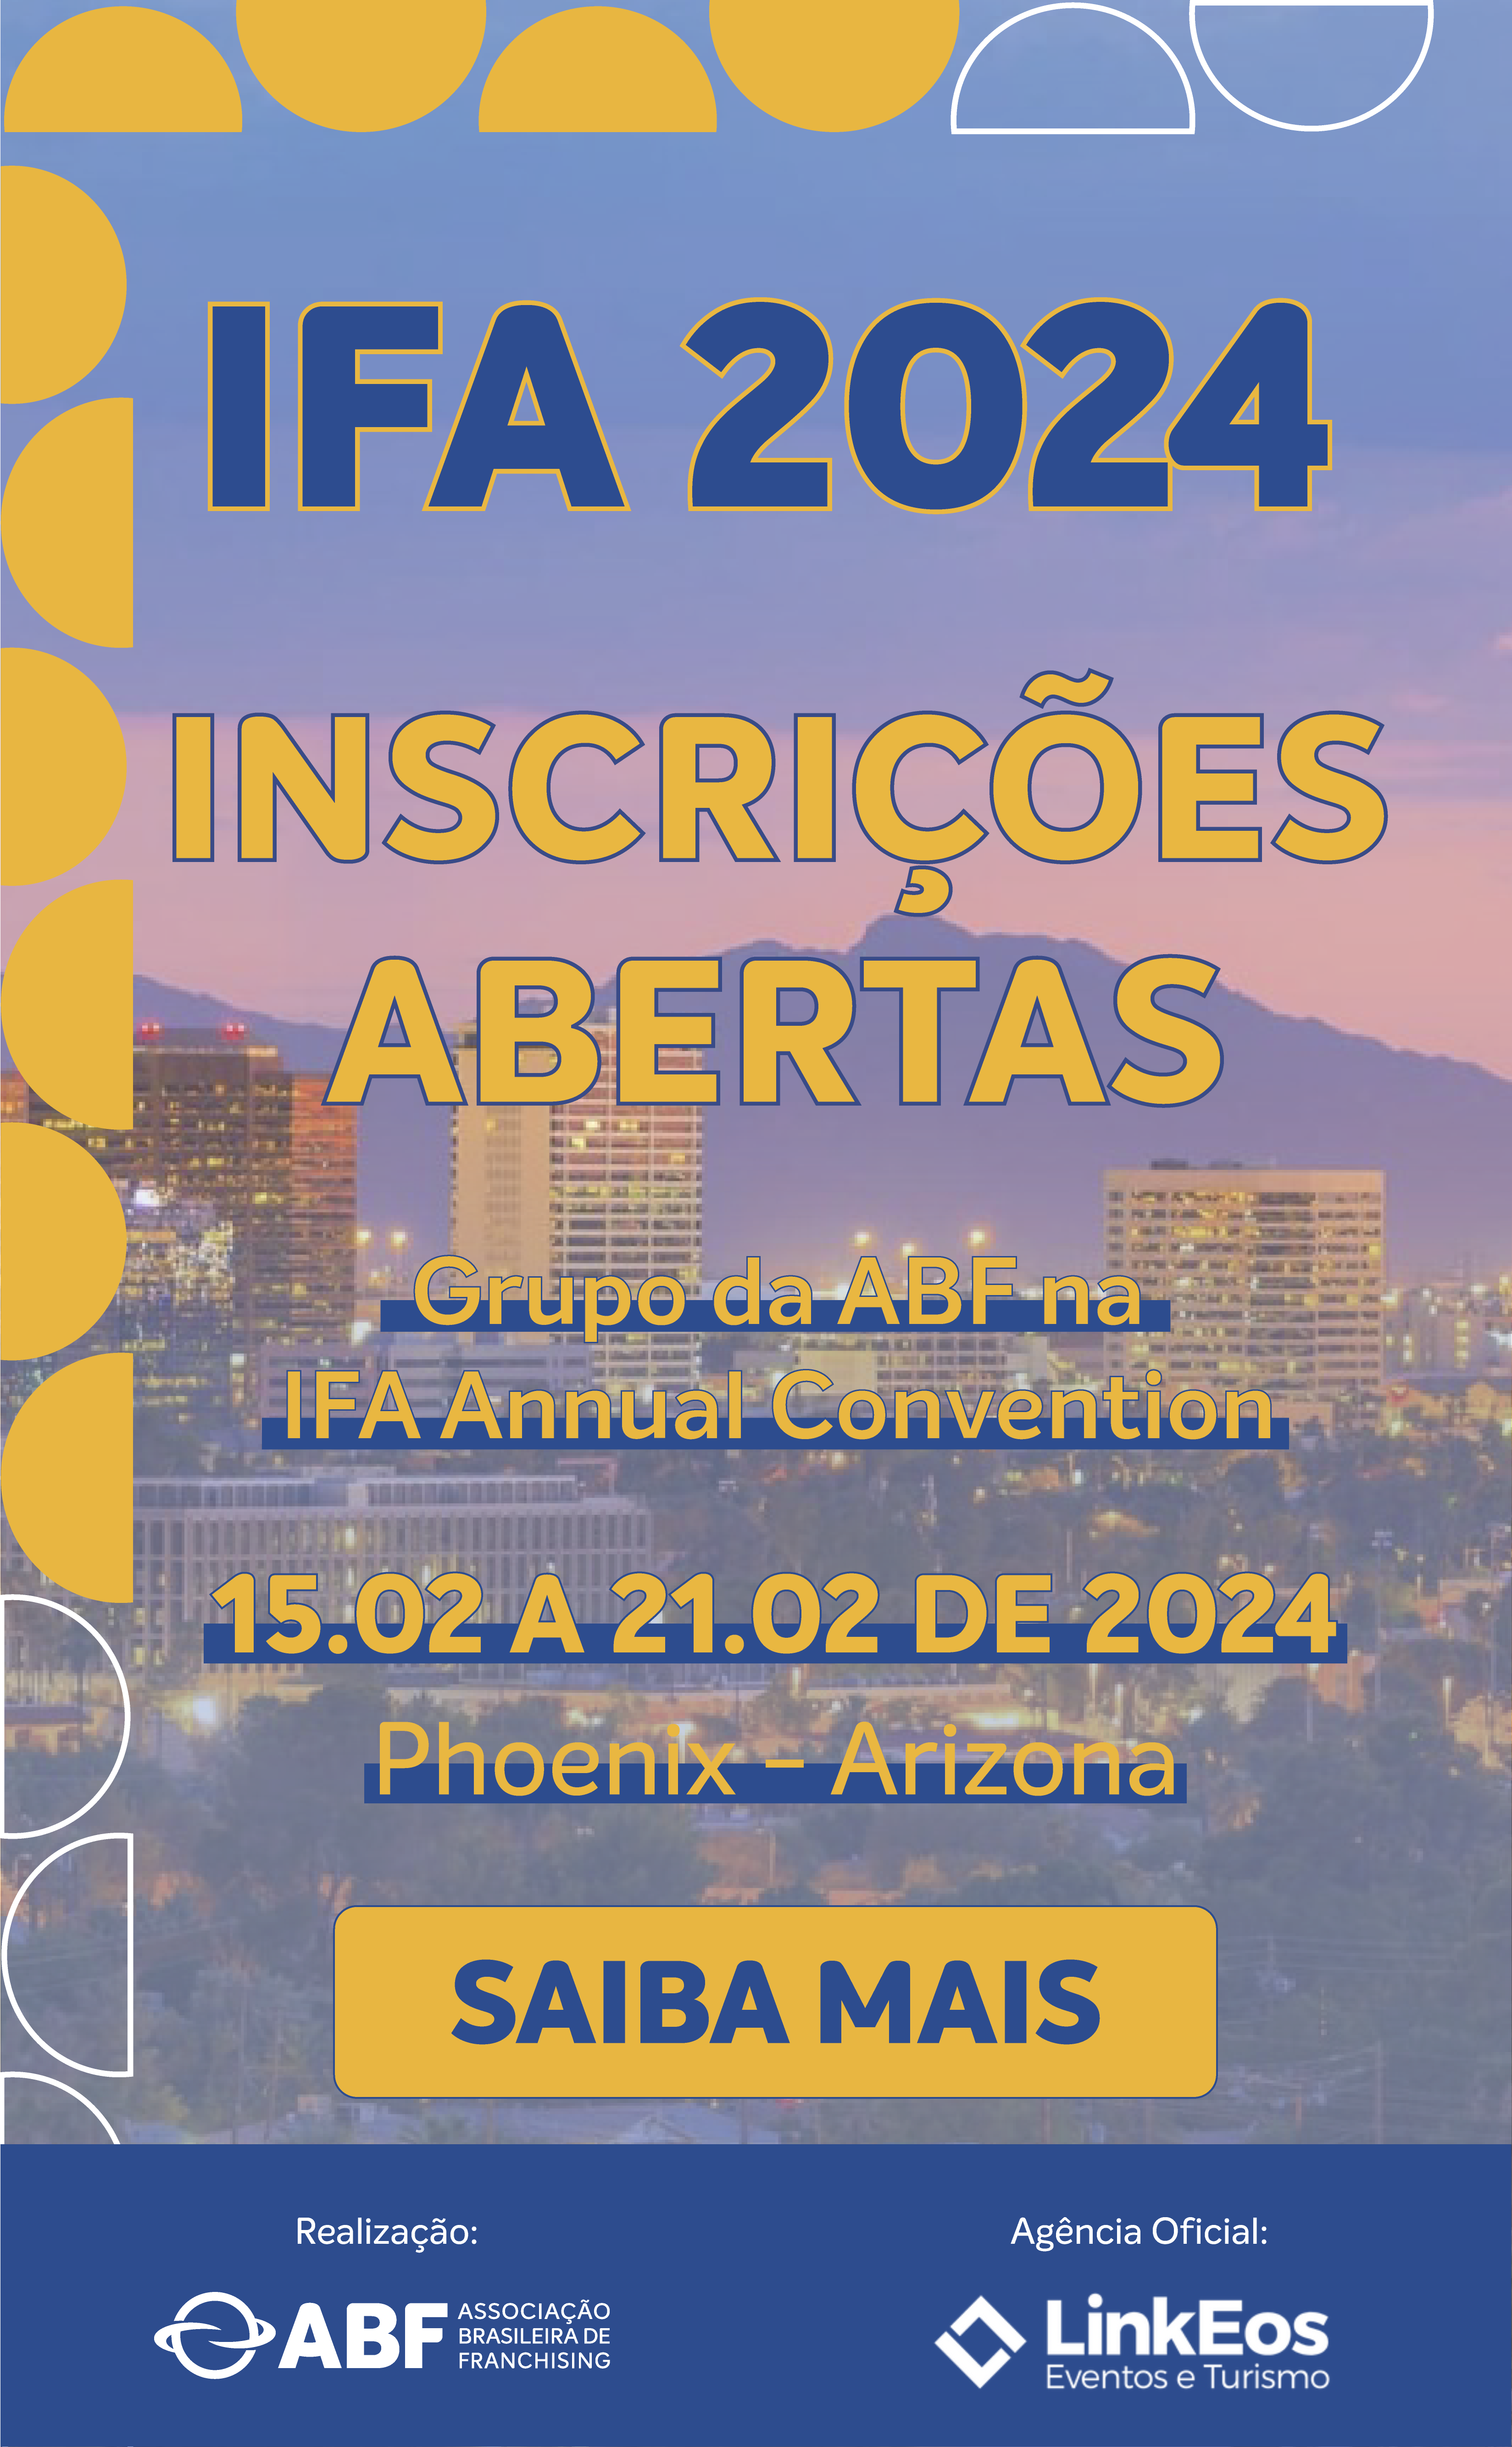 IFA 2024
INSCRIÇÕES
ABERTAS
Grupo da ABF na
IFA Annual Convention
15.02 A 21.02 DE 2024
Phoenix – Arizona
SAIBA MAIS
Realização:
ABF ASSOCIAÇÃO
BRASILEIRA DE
FRANCHISING
Agência Oficial:
LinkEos
Eventos e Turismo